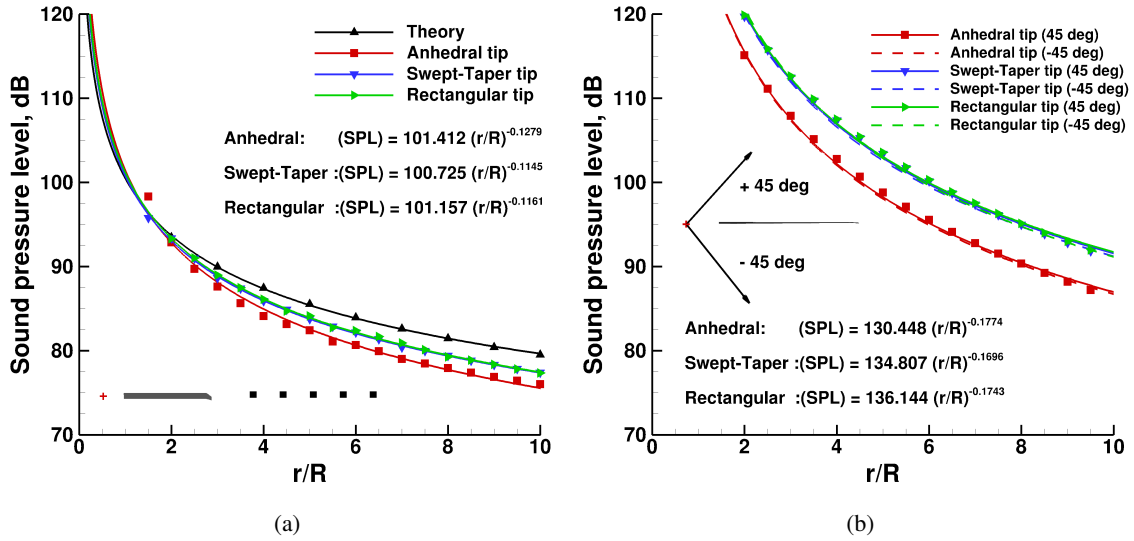 120
110
100
90
80
70
Sound pressure level, dB
Theory
Anhedral tip
Swept-Taper tip
Rectangular tip
Anhedral: (SPL) = 101.412 (r/R)-0.1279
Swept-Taper :(SPL) = 100.725 (r/R)-0.1145
Rectangular :(SPL) = 101.157 (r/R)-0.1161
0 2 4 6 8 10
r/R
(a)
120
110
100
90
80
70
Sound pressure level, dB
Anhedral tip (45 deg)
Anhedral tip (-45 deg)
Swept-Taper tip (45 deg)
Swept-Taper tip (-45 deg)
Rectangular tip (45 deg)
Rectangular tip (-45 deg)
+ 45 deg
- 45 deg
Anhedral: (SPL) = 130.448 (r/R)-0.1774
Swept-Taper :(SPL) = 134.807 (r/R)-0.1696
Rectangular :(SPL) = 136.144 (r/R)-0.1743
0 2 4 6 8 10
r/R
(b)